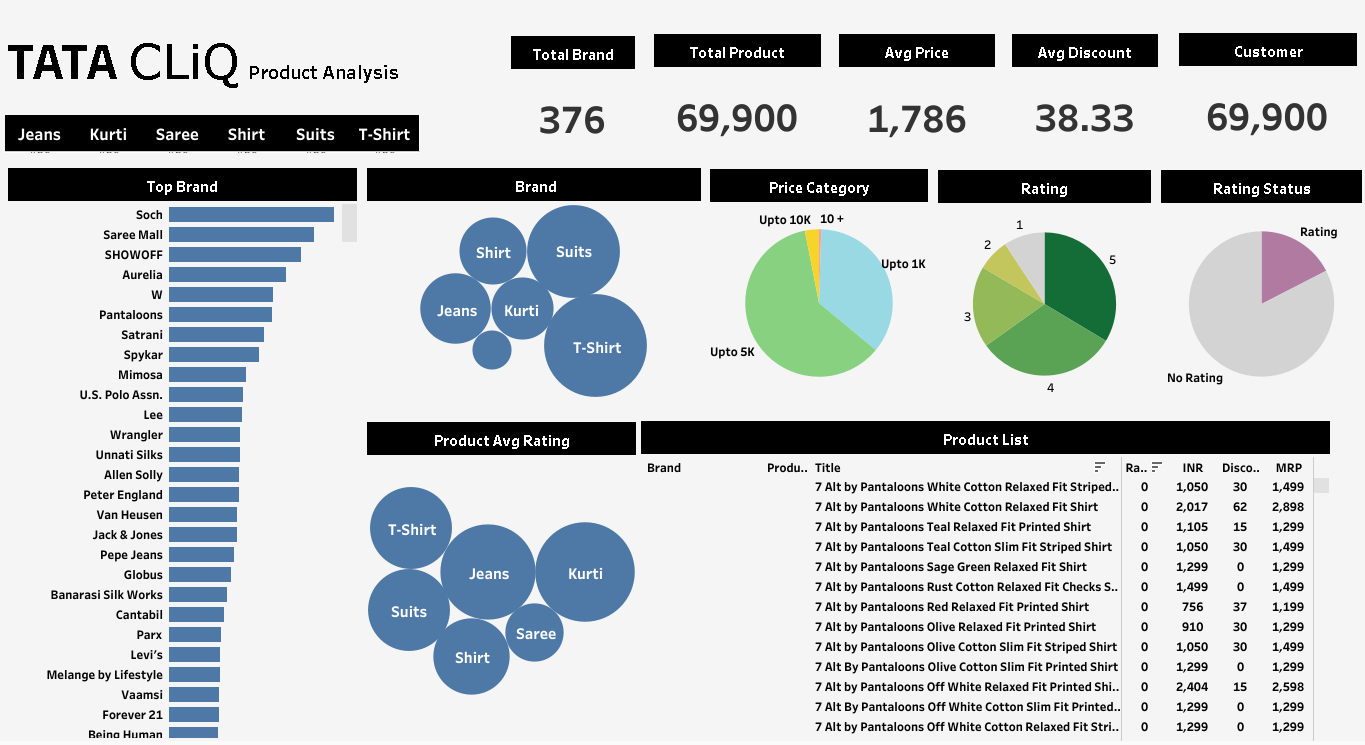 TATA CLiQ Product Analysis
Total Brand
Total Product
Avg Price
Avg Discount
Customer
376
69,900
1,786
38.33
69,900
Jeans Kurti Saree Shirt Suits T-Shirt
Top Brand
Soch
Saree Mall
SHOWOFF
Aurelia
W
Pantaloons
Satrani
Spykar
Mimosa
U.S. Polo Assn.
Lee
Wrangler
Unnati Silks
Allen Solly
Peter England
Van Heusen
Jack & Jones
Pepe Jeans
Globus
Banarasi Silk Works
Cantabil
Parx
Levi's
Melange by Lifestyle
Vaamsi
Forever 21
Being Human
Brand
Shirt
Suits
Jeans
Kurti
T-Shirt
Price Category
Upto 10K
10 +
Upto 1K
Upto 5K
Rating
1
2
5
3
4
Rating Status
Rating
No Rating
Product Avg Rating
T-Shirt
Jeans
Kurti
Suits
Saree
Shirt
Product List
Brand Produ.. Title Ra.. INR Disco.. MRP
7 Alt by Pantaloons White Cotton Relaxed Fit Striped.. 0 1,050 30 1,499
7 Alt by Pantaloons White Cotton Relaxed Fit Shirt 0 2,017 62 2,898
7 Alt by Pantaloons Teal Relaxed Fit Printed Shirt 0 1,105 15 1,299
7 Alt by Pantaloons Teal Cotton Slim Fit Striped Shirt 0 1,050 30 1,499
7 Alt by Pantaloons Sage Green Relaxed Fit Shirt 0 1,299 0 1,299
7 Alt by Pantaloons Rust Cotton Relaxed Fit Checks S.. 0 1,499 0 1,499
7 Alt by Pantaloons Red Relaxed Fit Printed Shirt 0 756 37 1,199
7 Alt by Pantaloons Olive Relaxed Fit Printed Shirt 0 910 30 1,299
7 Alt by Pantaloons Olive Cotton Slim Fit Striped Shirt 0 1,050 30 1,499
7 Alt By Pantaloons Olive Cotton Slim Fit Printed Shirt 0 1,299 0 1,299
7 Alt by Pantaloons Off White Relaxed Fit Printed Shi.. 0 2,404 15 2,598
7 Alt By Pantaloons Off White Cotton Slim Fit Printed.. 0 1,299 0 1,299
7 Alt by Pantaloons Off White Cotton Relaxed Fit Stri.. 0 1,299 0 1,299